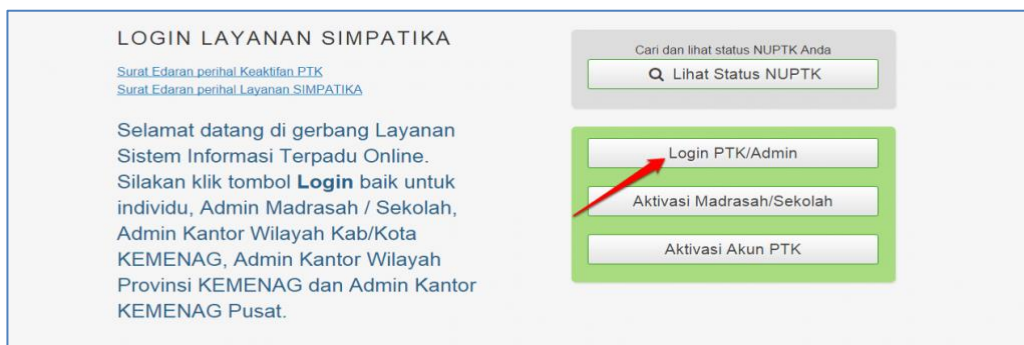 LOGIN LAYANAN SIMPATIKA
Surat Edaran perihal Keaktifan PTK
Surat Edaran perihal Layanan SIMPATIKA
Selamat datang di gerbang Layanan
Sistem Informasi Terpadu Online.
Silakan klik tombol Login baik untuk
individu, Admin Madrasah / Sekolah,
Admin Kantor Wilayah Kab/Kota
KEMENAG, Admin Kantor Wilayah
Provinsi KEMENAG dan Admin Kantor
KEMENAG Pusat.
Cari dan lihat status NUPTK Anda
Lihat Status NUPTK
Login PTK/Admin
Aktivasi Madrasah/Sekolah
Aktivasi Akun PTK